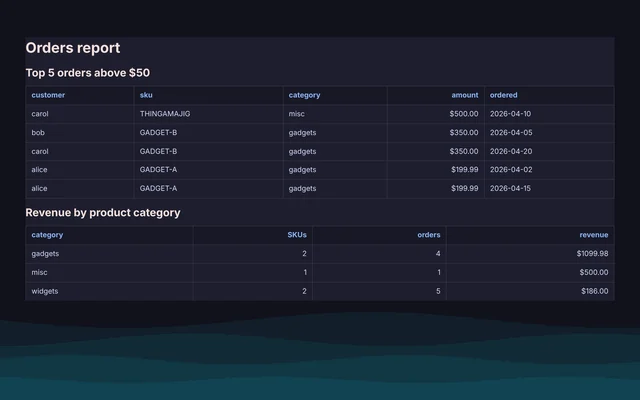 Orders report
Top 5 orders above $50
customer sku category amount ordered
carol THINGAMAJIG misc $500.00 2026-04-10
bob GADGET-B gadgets $350.00 2026-04-05
carol GADGET-B gadgets $350.00 2026-04-20
alice GADGET-A gadgets $199.99 2026-04-02
alice GADGET-A gadgets $199.99 2026-04-15
Revenue by product category
category SKUs orders revenue
gadgets 2 4 $1099.98
misc 1 1 $500.00
widgets 2 5 $186.00